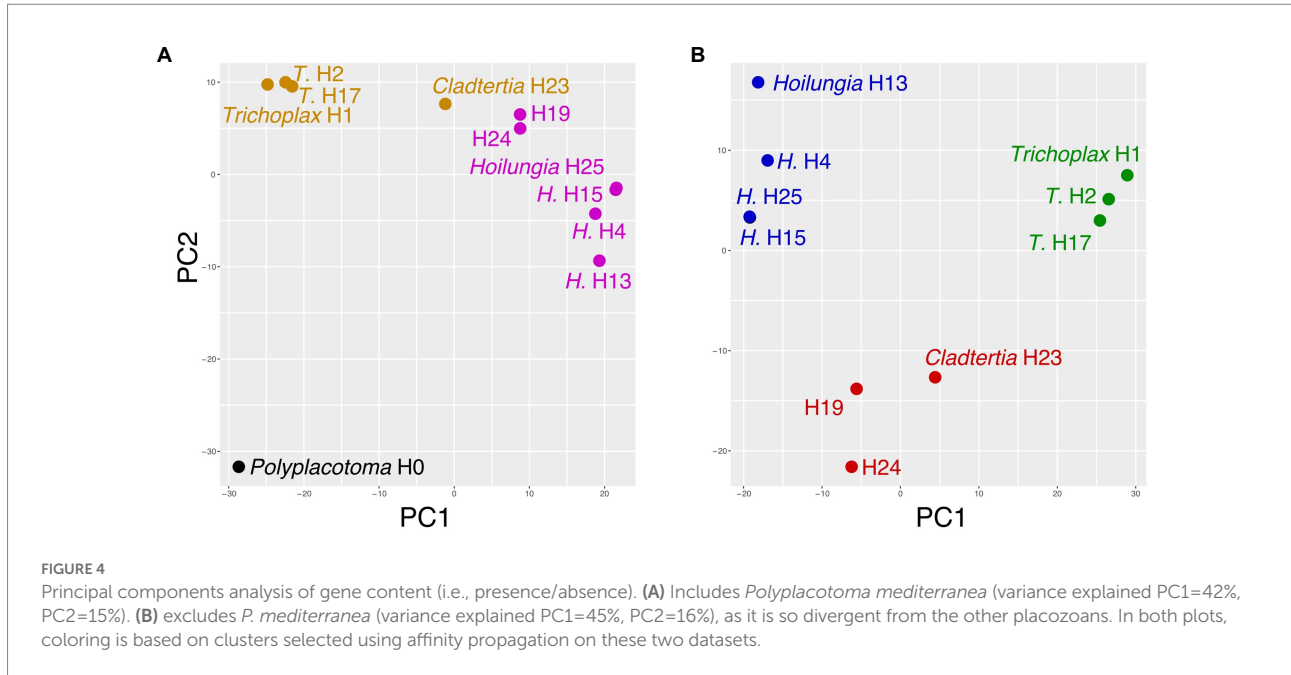 A
B
T. H2
T. H17
Trichoplax H1
Cladtertia H23
H19
H24
Hoilungia H25
H. H15
H. H4
H. H13
Polyplacotoma H0
PC2
10
0
−10
−20
−30
−30
−20
−10
0
10
20
PC1
Hoilungia H13
H. H4
H. H25
H. H15
Trichoplax H1
T. H2
T. H17
Cladtertia H23
H19
H24
10
0
−10
−20
−20
−10
0
10
20
30
PC1
FIGURE 4
Principal components analysis of gene content (i.e., presence/absence). (A) Includes Polyplacotoma mediterranea (variance explained PC1=42%,
PC2=15%). (B) excludes P. mediterranea (variance explained PC1=45%, PC2=16%), as it is so divergent from the other placozoans. In both plots,
coloring is based on clusters selected using affinity propagation on these two datasets.